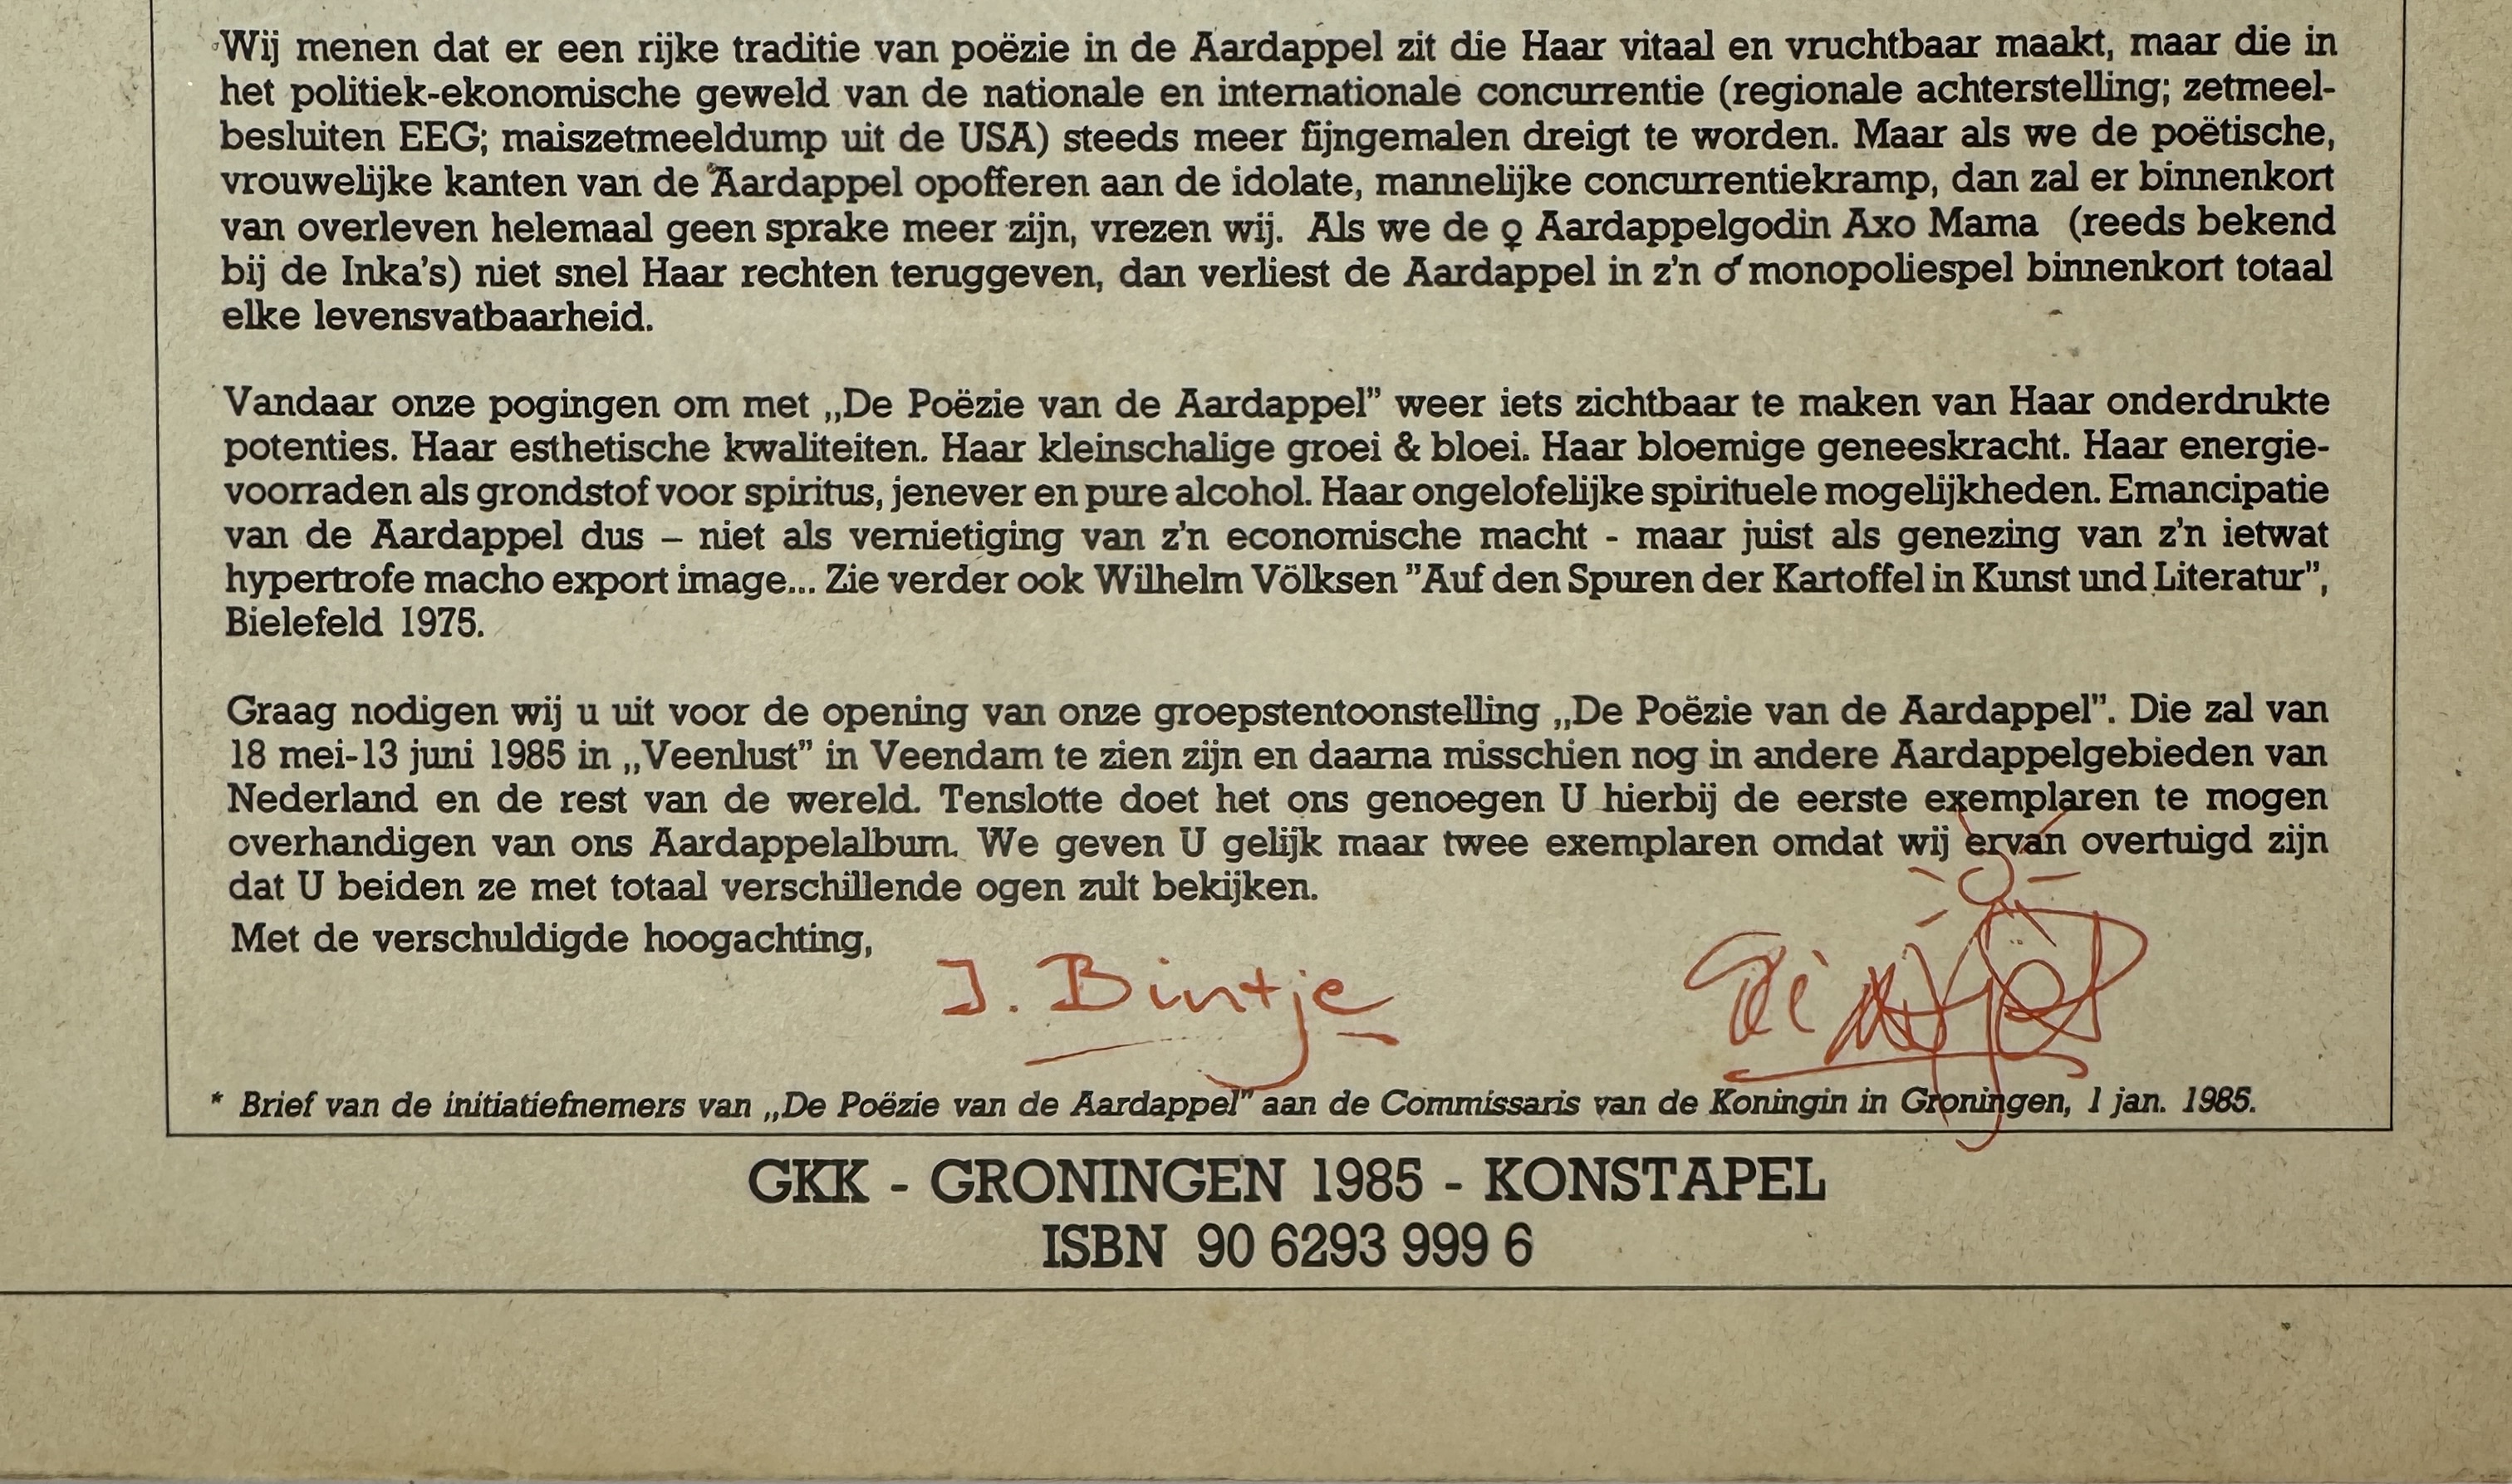 Wij menen dat er een rijke traditie van poëzie in de Aardappel zit die Haar vitaal en vruchtbaar maakt, maar die in
het politiek-ekonomische geweld van de nationale en internationale concurrentie (regionale achterstelling; zetmeel-
besluiten EEG; maiszetmeeldump uit de USA) steeds meer fijngemalen dreigt te worden. Maar als we de poëtische,
vrouwelijke kanten van de Aardappel opofferen aan de idolate, mannelijke concurrentiekramp, dan zal er binnenkort
van overleven helemaal geen sprake meer zijn, vrezen wij. Als we de ♀ Aardappelgodin Axo Mama (reeds bekend
bij de Inka's) niet snel Haar rechten teruggeven, dan verliest de Aardappel in z'n ♂ monopoliespel binnenkort totaal
elke levensvatbaarheid.
Vandaar onze pogingen om met „De Poëzie van de Aardappel” weer iets zichtbaar te maken van Haar onderdrukte
potenties. Haar esthetische kwaliteiten. Haar kleinschalige groei & bloei. Haar bloemige geneeskracht. Haar energie-
voorraden als grondstof voor spiritus, jenever en pure alcohol. Haar ongelofelijke spirituele mogelijkheden. Emancipatie
van de Aardappel dus – niet als vernietiging van z'n economische macht - maar juist als genezing van z'n ietwat
hypertrofe macho export image... Zie verder ook Wilhelm Völksen ”Auf den Spuren der Kartoffel in Kunst und Literatur”,
Bielefeld 1975.
Graag nodigen wij u uit voor de opening van onze groepstentoonstelling „De Poëzie van de Aardappel”. Die zal van
18 mei-13 juni 1985 in „Veenlust” in Veendam te zien zijn en daarna misschien nog in andere Aardappelgebieden van
Nederland en de rest van de wereld. Tenslotte doet het ons genoegen U hierbij de eerste exemplaren te mogen
overhandigen van ons Aardappelalbum. We geven U gelijk maar twee exemplaren omdat wij ervan overtuigd zijn
dat U beiden ze met totaal verschillende ogen zult bekijken.
Met de verschuldigde hoogachting,
J. Bintje
* Brief van de initiatiefnemers van „De Poëzie van de Aardappel” aan de Commissaris van de Koningin in Groningen, 1 jan. 1985.
GKK - GRONINGEN 1985 - KONSTAPEL
ISBN 90 6293 999 6